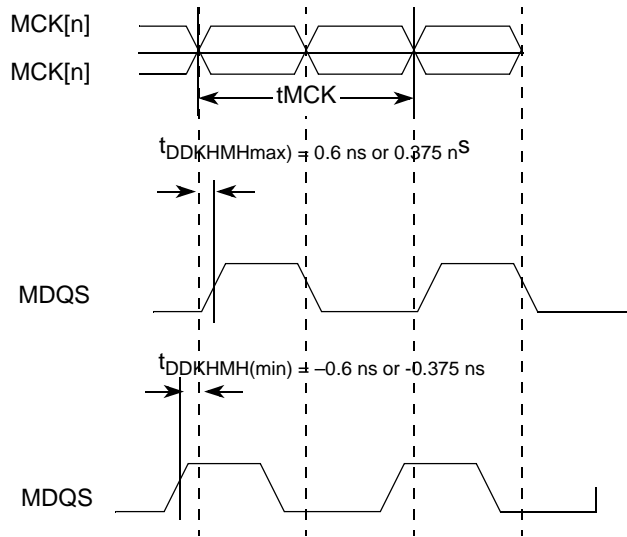 MCK[n]
MCK[n]
tMCK
tDDKHMHmax) = 0.6 ns or 0.375 ns
MDQS
tDDKHMH(min) = –0.6 ns or -0.375 ns
MDQS